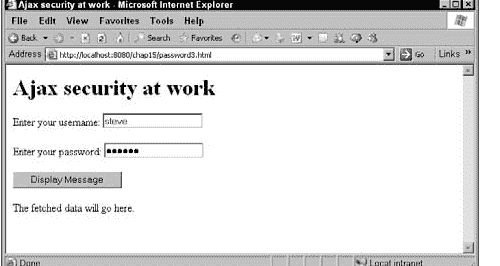 Ajax security at work - Microsoft Internet Explorer
File Edit View Favorites Tools Help
Back Search Favorites
Address http://localhost:8080/chap15/password3.html Go Links »
Ajax security at work
Enter your username: steve
Enter your password: ●●●●●●
Display Message
The fetched data will go here.
Done Local intranet